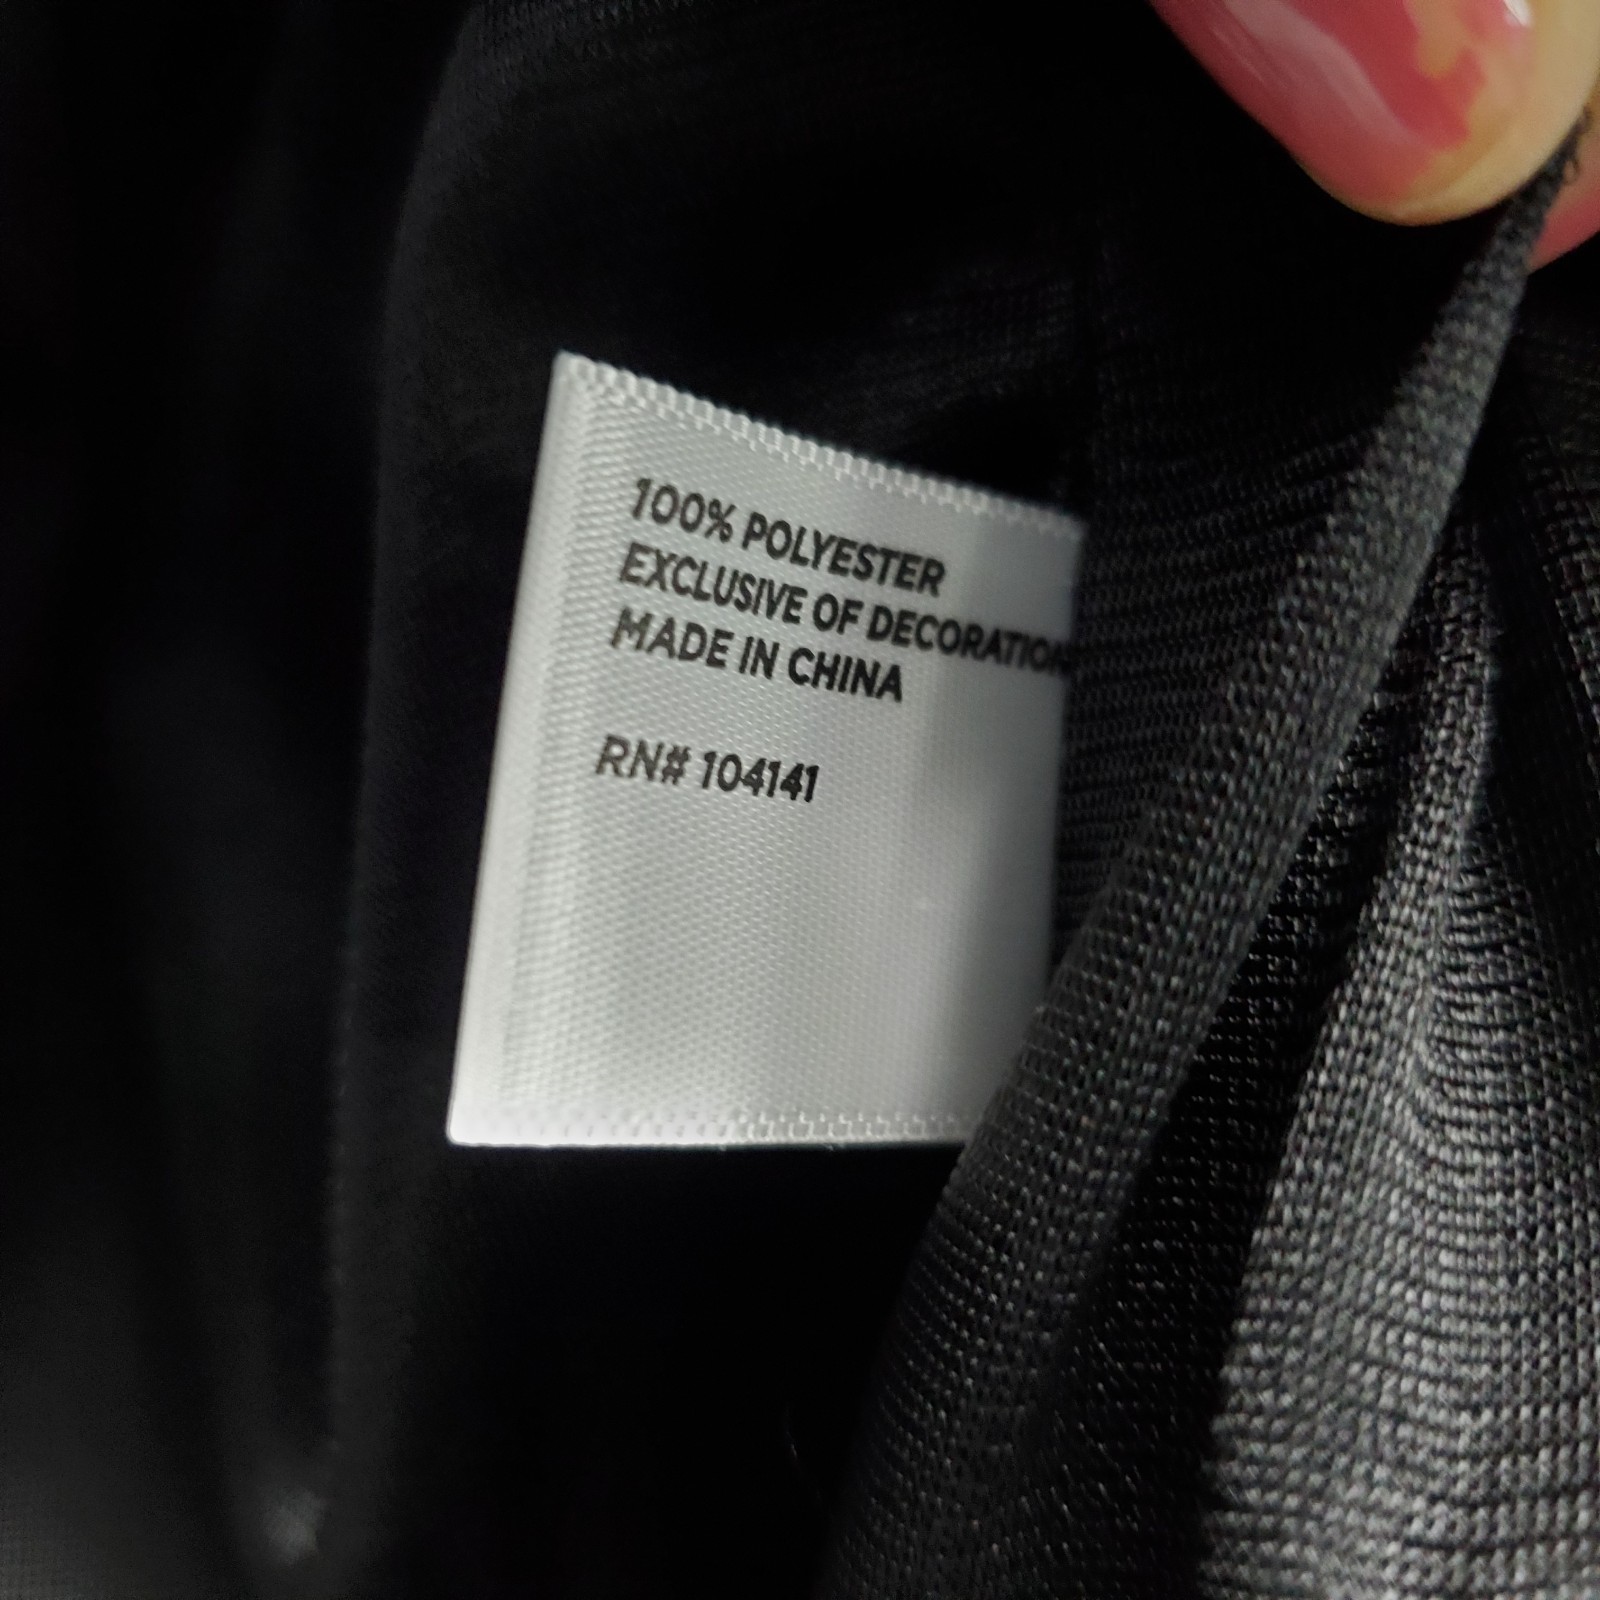 100% POLYESTER
EXCLUSIVE OF DECORATION
MADE IN CHINA
RN# 104141